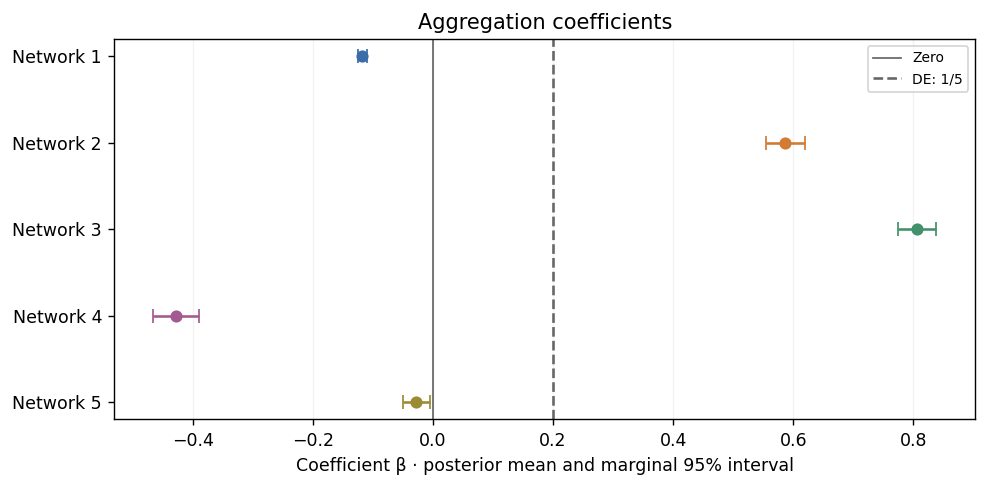 Aggregation coefficients
Network 1
Network 2
Network 3
Network 4
Network 5
Zero
DE: 1/5
−0.4 −0.2 0.0 0.2 0.4 0.6 0.8
Coefficient β · posterior mean and marginal 95% interval